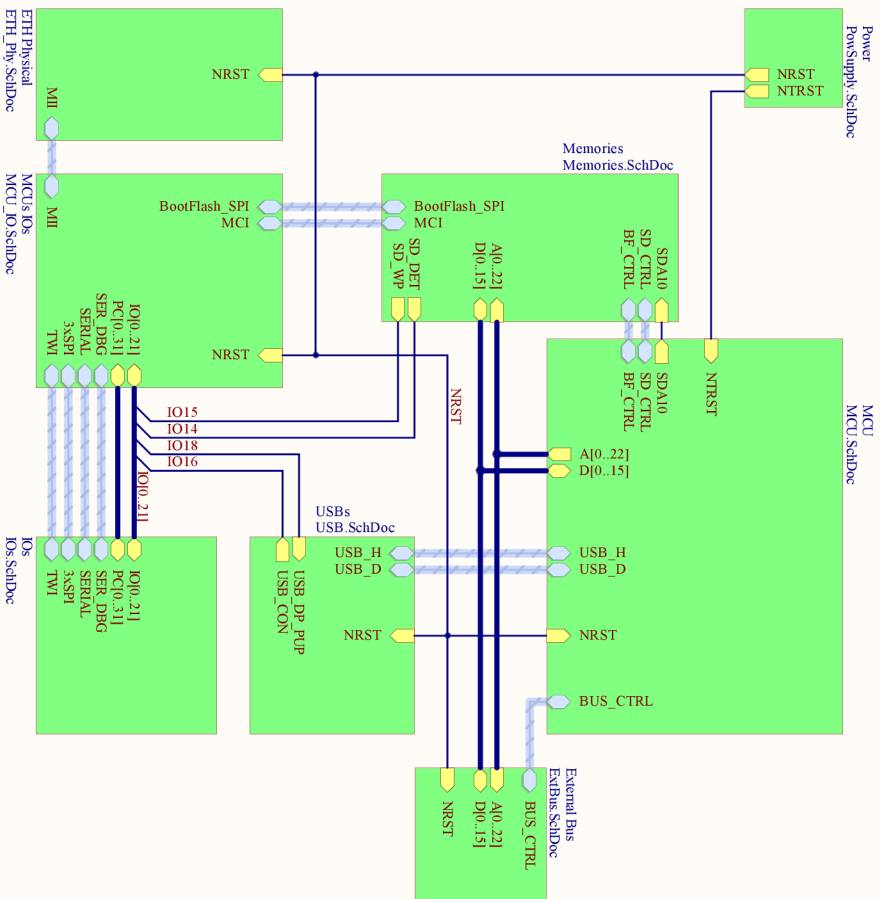 ETH Physical
ETH_Phy.SchDoc
NRST
MII
Power
PowSupply.SchDoc
NRST
NTRST
MCUs IOs
MCU_IO.SchDoc
MII
BootFlash_SPI
MCI
NRST
TWI
3xSPI
SERIAL
SER_DBG
PC[0..31]
IO[0..21]
Memories
Memories.SchDoc
BootFlash_SPI
MCI
SD_WP
SD_DET
D[0..15]
A[0..22]
BF_CTRL
SD_CTRL
SDA10
MCU
MCU.SchDoc
BF_CTRL
SD_CTRL
SDA10
NTRST
A[0..22]
D[0..15]
USB_H
USB_D
NRST
BUS_CTRL
IO15
IO14
IO18
IO16
IO[0..21]
NRST
IOs
IOs.SchDoc
TWI
3xSPI
SERIAL
SER_DBG
PC[0..31]
IO[0..21]
USBs
USB.SchDoc
USB_H
USB_D
USB_CON
USB_DP_PUP
NRST
External Bus
ExtBus.SchDoc
NRST
D[0..15]
A[0..22]
BUS_CTRL